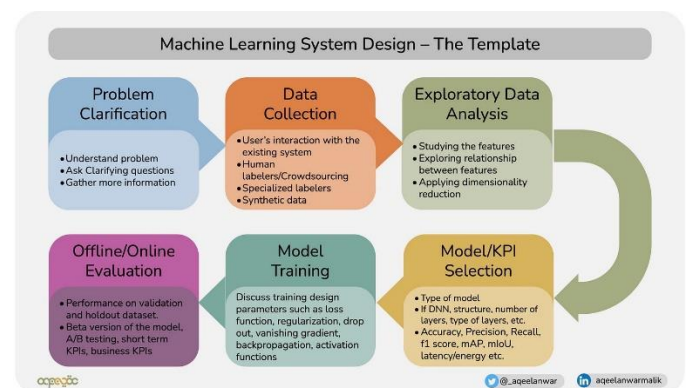 Machine Learning System Design – The Template
Problem
Clarification
•Understand problem
•Ask Clarifying questions
•Gather more information
Data
Collection
•User's interaction with the
existing system
•Human
labelers/Crowdsourcing
•Specialized labelers
•Synthetic data
Exploratory Data
Analysis
•Studying the features
•Exploring relationship
between features
•Applying dimensionality
reduction
Offline/Online
Evaluation
•Performance on validation
and holdout dataset.
•Beta version of the model,
A/B testing, short term
KPIs, business KPIs
Model
Training
Discuss training design
parameters such as loss
function, regularization, drop
out, vanishing gradient,
backpropagation, activation
functions
Model/KPI
Selection
•Type of model
•If DNN, structure, number of
layers, type of layers, etc.
•Accuracy, Precision, Recall,
f1 score, mAP, mIoU,
latency/energy etc.
@_aqeelanwar
in aqeelanwarmalik